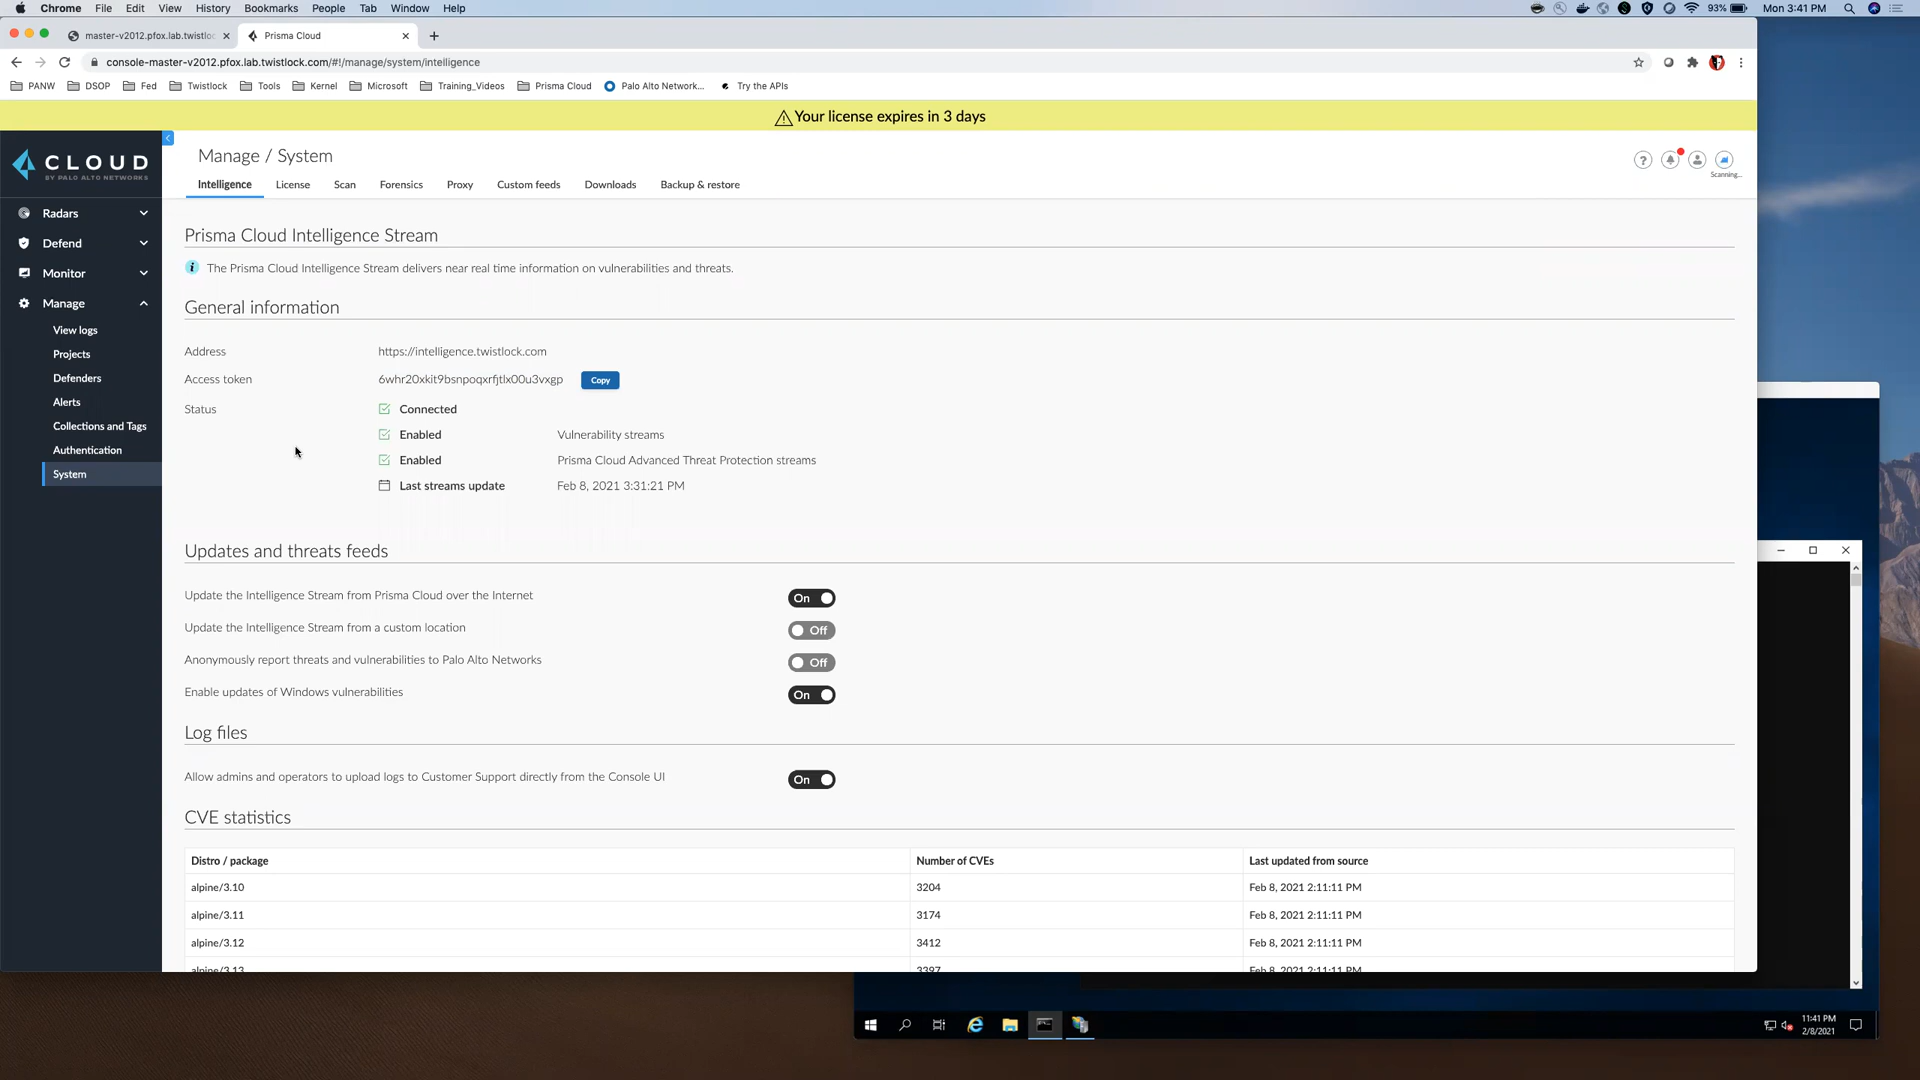 Chrome File Edit View History Bookmarks People Tab Window Help 93% Mon 3:41 PM
master-v2012.pfox.lab.twistloc Prisma Cloud
console-master-v2012.pfox.lab.twistlock.com/#!/manage/system/intelligence
PANW DSOP Fed Twistlock Tools Kernel Microsoft Training_Videos Prisma Cloud Palo Alto Network... Try the APIs
Your license expires in 3 days
CLOUD
BY PALO ALTO NETWORKS
Radars
Defend
Monitor
Manage
View logs
Projects
Defenders
Alerts
Collections and Tags
Authentication
System
Manage / System
Scanning...
Intelligence License Scan Forensics Proxy Custom feeds Downloads Backup & restore
Prisma Cloud Intelligence Stream
The Prisma Cloud Intelligence Stream delivers near real time information on vulnerabilities and threats.
General information
Address https://intelligence.twistlock.com
Access token 6whr20xkit9bsnpoqxrfjtlx00u3vxgp Copy
Status Connected
Enabled Vulnerability streams
Enabled Prisma Cloud Advanced Threat Protection streams
Last streams update Feb 8, 2021 3:31:21 PM
Updates and threats feeds
Update the Intelligence Stream from Prisma Cloud over the Internet On
Update the Intelligence Stream from a custom location Off
Anonymously report threats and vulnerabilities to Palo Alto Networks Off
Enable updates of Windows vulnerabilities On
Log files
Allow admins and operators to upload logs to Customer Support directly from the Console UI On
CVE statistics
Distro / package Number of CVEs Last updated from source
alpine/3.10 3204 Feb 8, 2021 2:11:11 PM
alpine/3.11 3174 Feb 8, 2021 2:11:11 PM
alpine/3.12 3412 Feb 8, 2021 2:11:11 PM
alpine/3.13 3397 Feb 8, 2021 2:11:11 PM
11:41 PM
2/8/2021